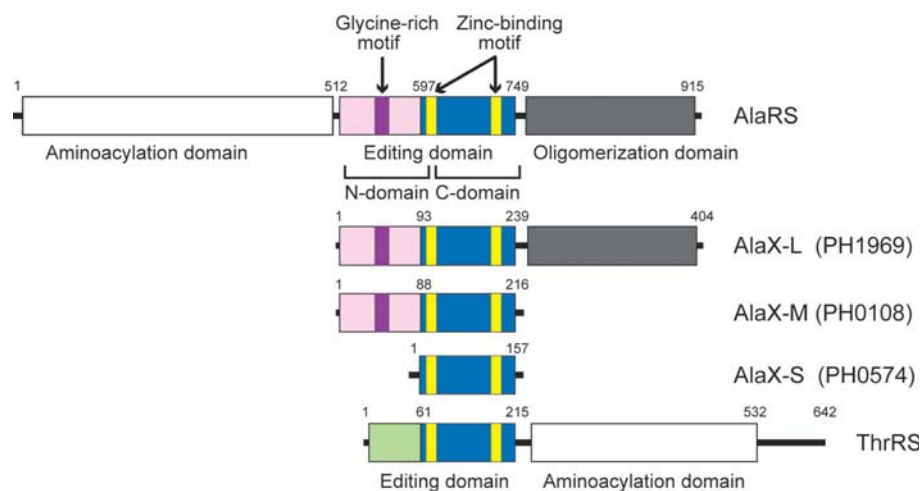 Glycine-rich motif
Zinc-binding motif
1 512 597 749 915
AlaRS
Aminoacylation domain Editing domain Oligomerization domain
N-domain C-domain
1 93 239 404
AlaX-L (PH1969)
1 88 216
AlaX-M (PH0108)
1 157
AlaX-S (PH0574)
1 61 215 532 642
ThrRS
Editing domain Aminoacylation domain